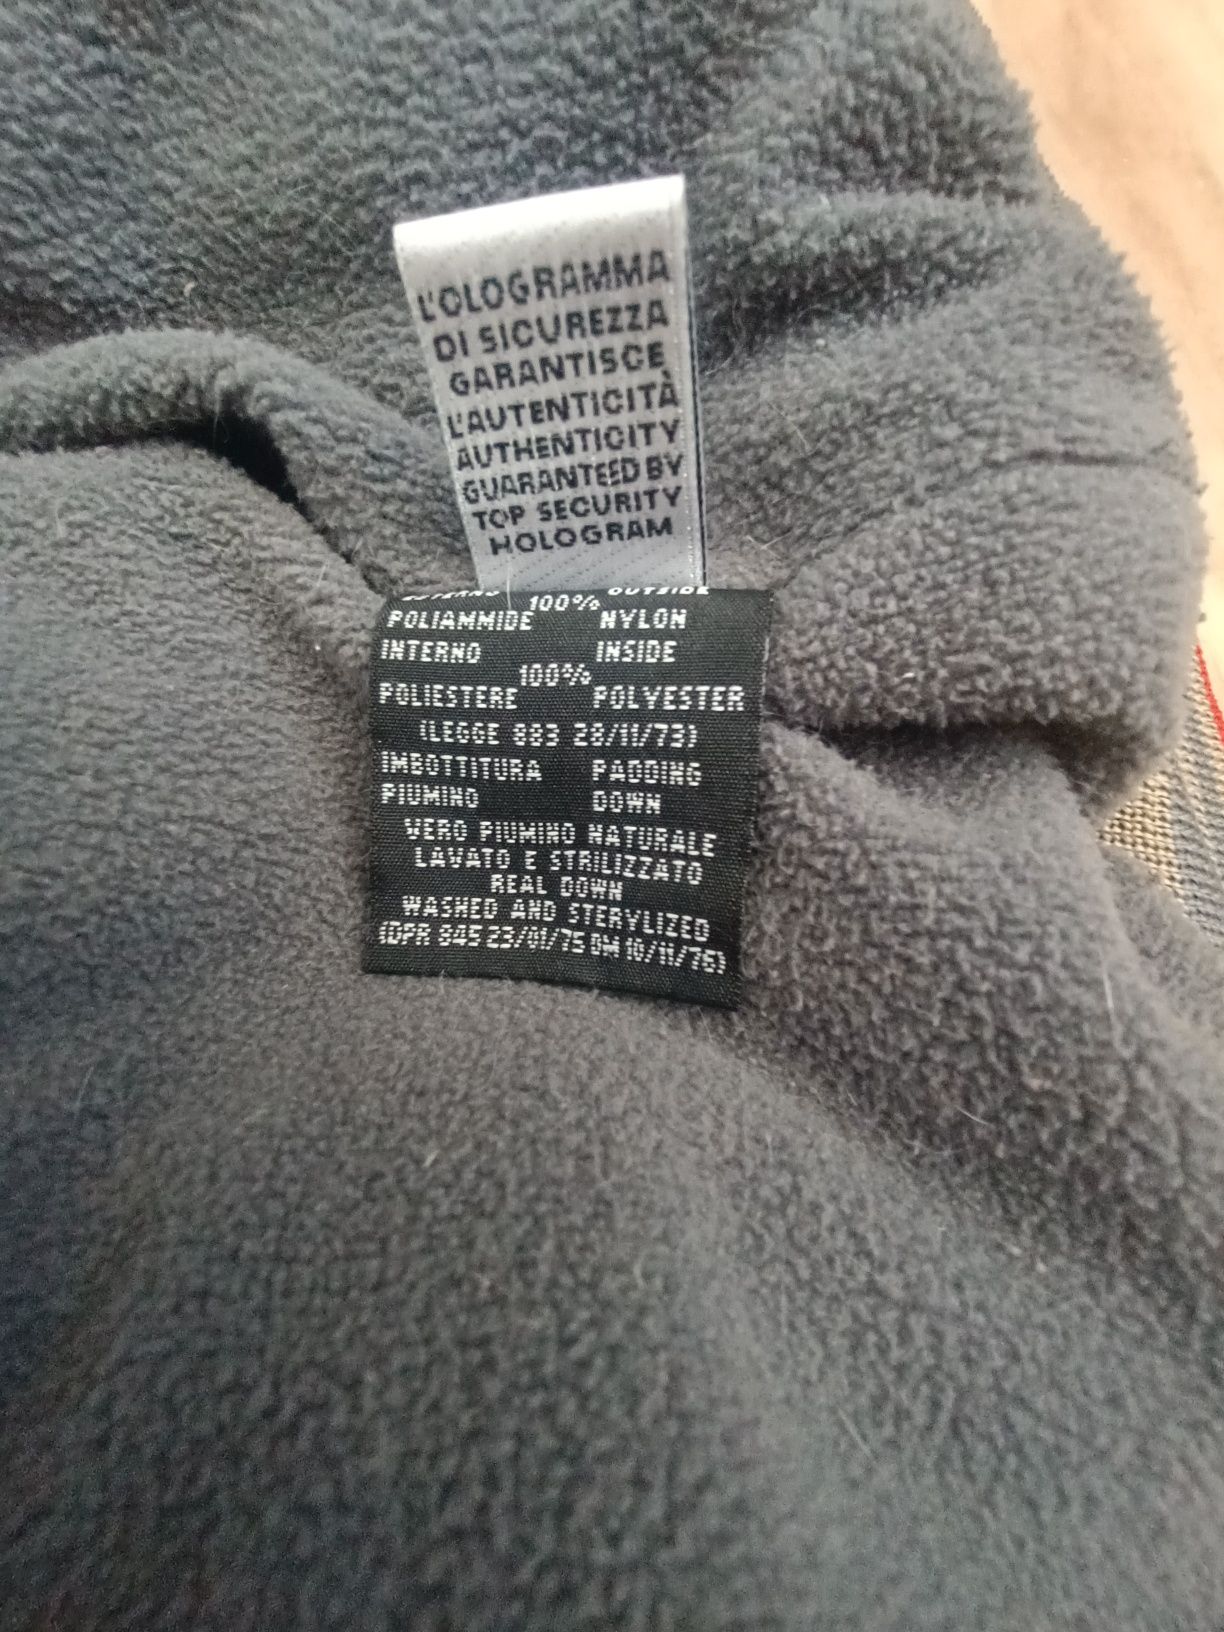 L'OLOGRAMMA
DI SICUREZZA
GARANTISCE
L'AUTENTICITÀ
AUTHENTICITY
GUARANTEED BY
TOP SECURITY
HOLOGRAM
ESTERNO OUTSIDE
100%
POLIAMMIDE NYLON
INTERNO INSIDE
100%
POLIESTERE POLYESTER
(LEGGE 883 28/11/73)
IMBOTTITURA PADDING
PIUMINO DOWN
VERO PIUMINO NATURALE
LAVATO E STRILIZZATO
REAL DOWN
WASHED AND STERYLIZED
(DPR 845 23/01/75 DM 10/11/76)